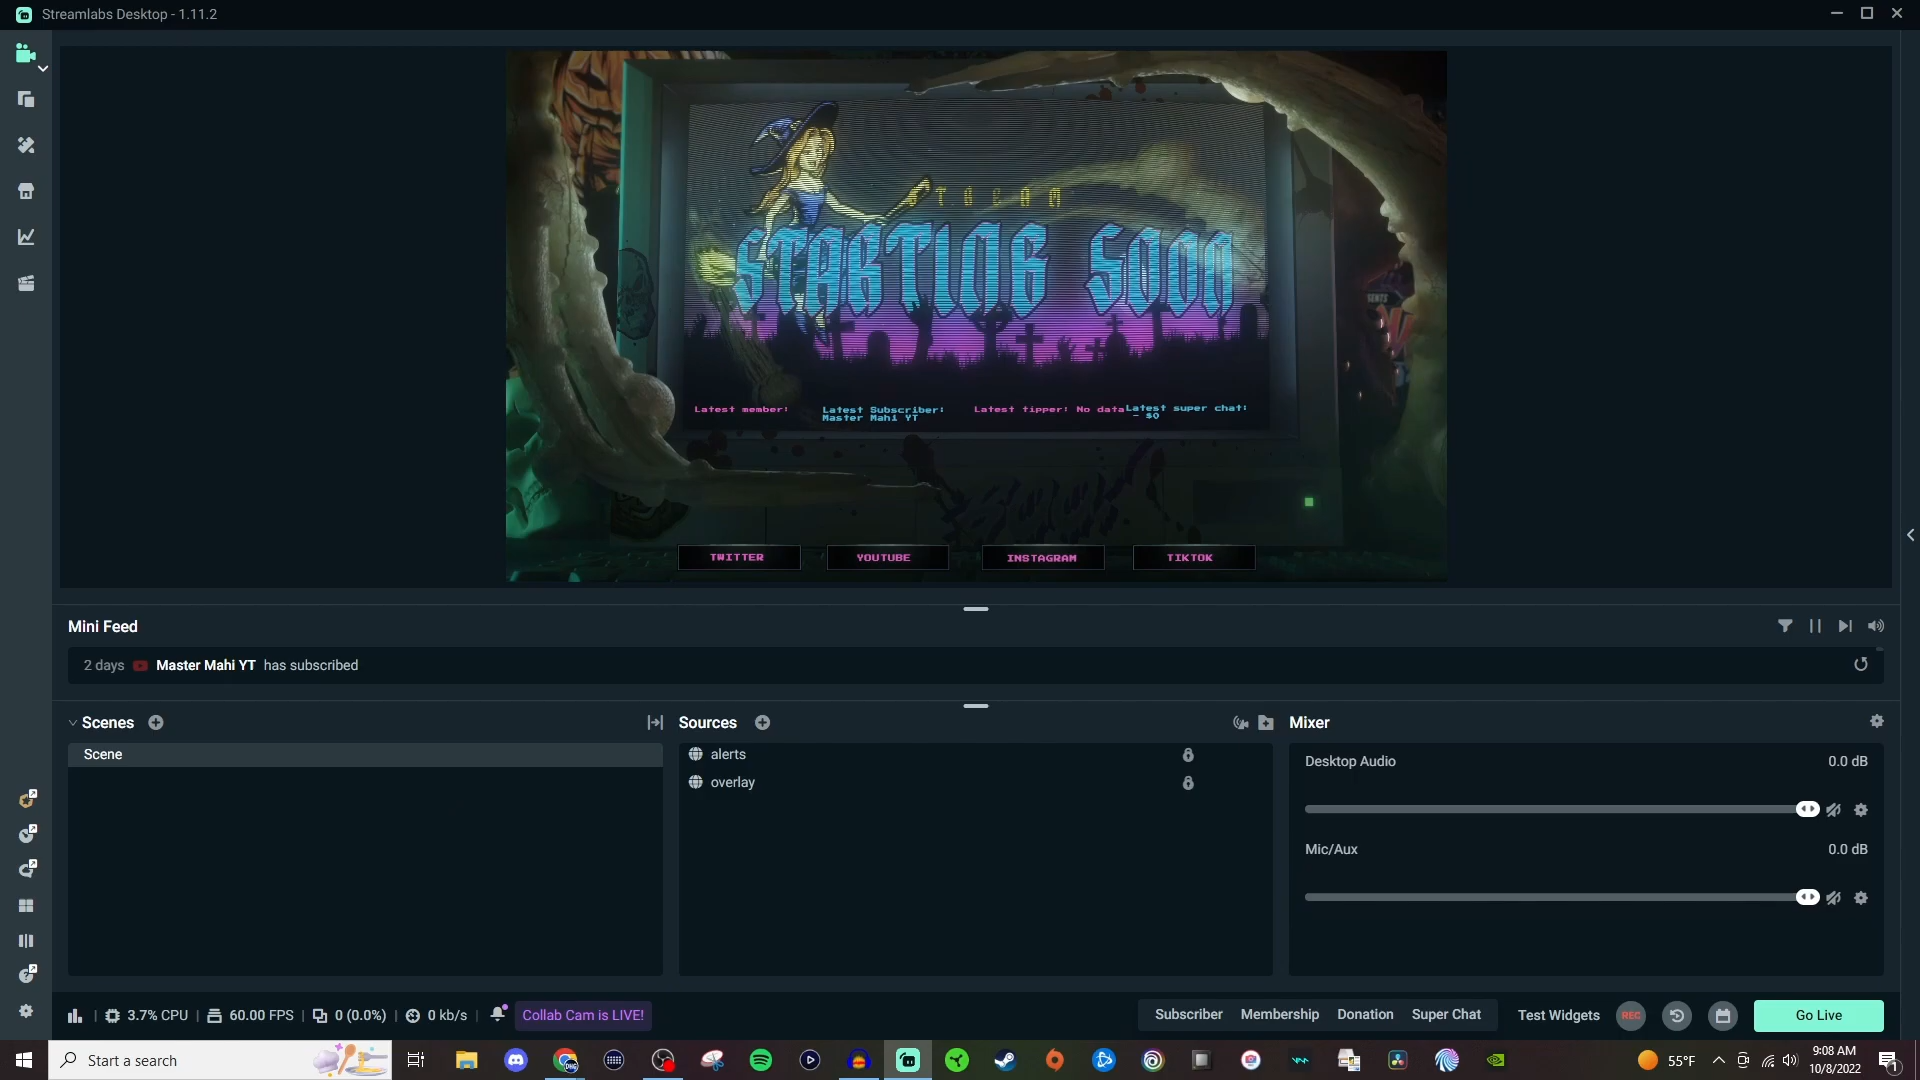 Streamlabs Desktop - 1.11.2
STREAM
STARTING SOON
Latest member:
Latest Subscriber:
Master Mahi YT
Latest tipper: No data
Latest super chat:
- $0
TWITTER
YOUTUBE
INSTAGRAM
TIKTOK
Mini Feed
2 days Master Mahi YT has subscribed
Scenes
Scene
Sources
alerts
overlay
Mixer
Desktop Audio 0.0 dB
Mic/Aux 0.0 dB
3.7% CPU
60.00 FPS
0 (0.0%)
0 kb/s
Collab Cam is LIVE!
Subscriber
Membership
Donation
Super Chat
Test Widgets
REC
Go Live
Start a search
55°F
9:08 AM
10/8/2022
1